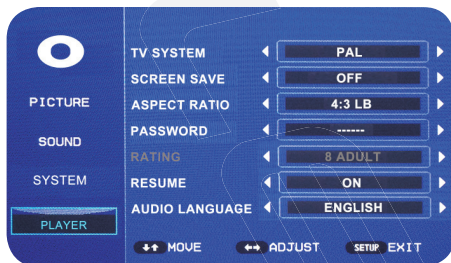 TV SYSTEM PAL
SCREEN SAVE OFF
PICTURE ASPECT RATIO 4:3 LB
PASSWORD ------
SOUND
RATING 8 ADULT
SYSTEM RESUME ON
AUDIO LANGUAGE ENGLISH
PLAYER
MOVE ADJUST SETUP EXIT